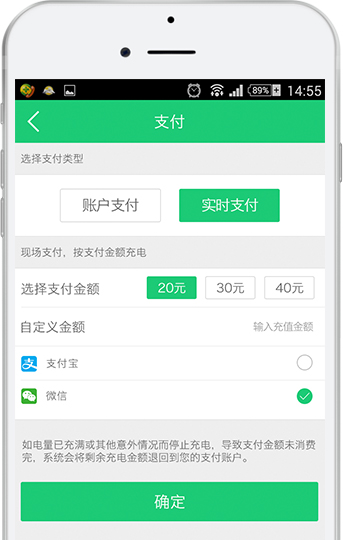 89%
14:55
支付
选择支付类型
账户支付 实时支付
现场支付，按支付金额充电
选择支付金额 20元 30元 40元
自定义金额 输入充值金额
支 支付宝
微信
如电量已充满或其他意外情况而停止充电，导致支付金额未消费
完，系统会将剩余充电金额退回到您的支付账户。
确定